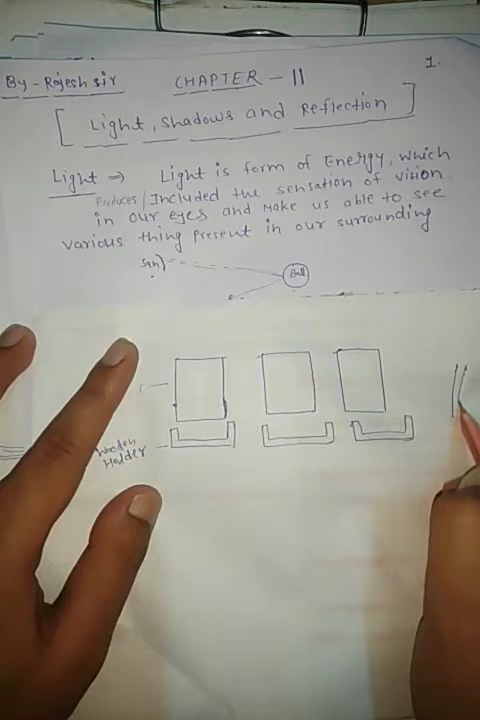 1.
By - Rajesh sir CHAPTER - 11
[ Light, Shadows and Reflection ]
Light ⇒ Light is form of Energy, which
Produces / Included the sensation of vision
in our eyes and make us able to see
various thing Present in our surrounding
Sun
Ball
Wooden
Holder